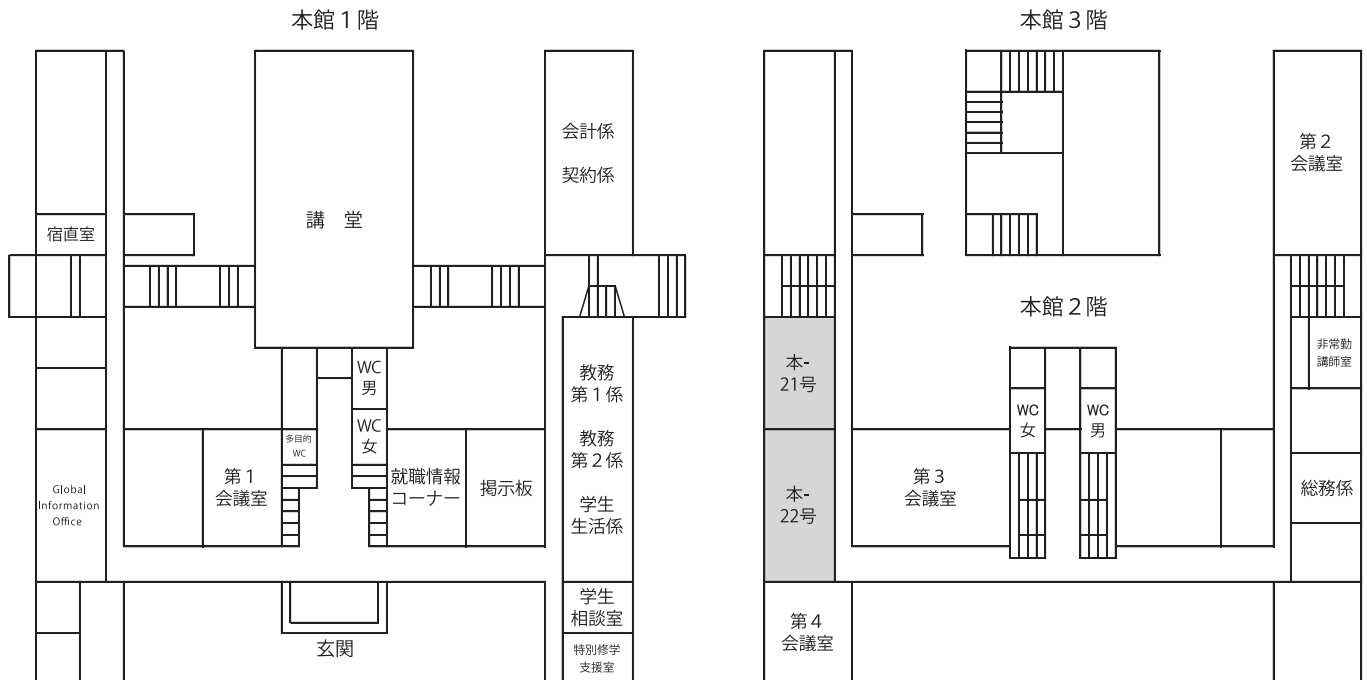 本館１階
会計係
契約係
講　堂
宿直室
WC
男
WC
女
多目的
WC
第１
会議室
就職情報
コーナー
掲示板
教務
第１係
教務
第２係
学生
生活係
Global
Information
Office
学生
相談室
特別修学
支援室
玄関
本館３階
第２
会議室
本館２階
非常勤
講師室
本-
21号
WC
女
WC
男
本-
22号
第３
会議室
総務係
第４
会議室